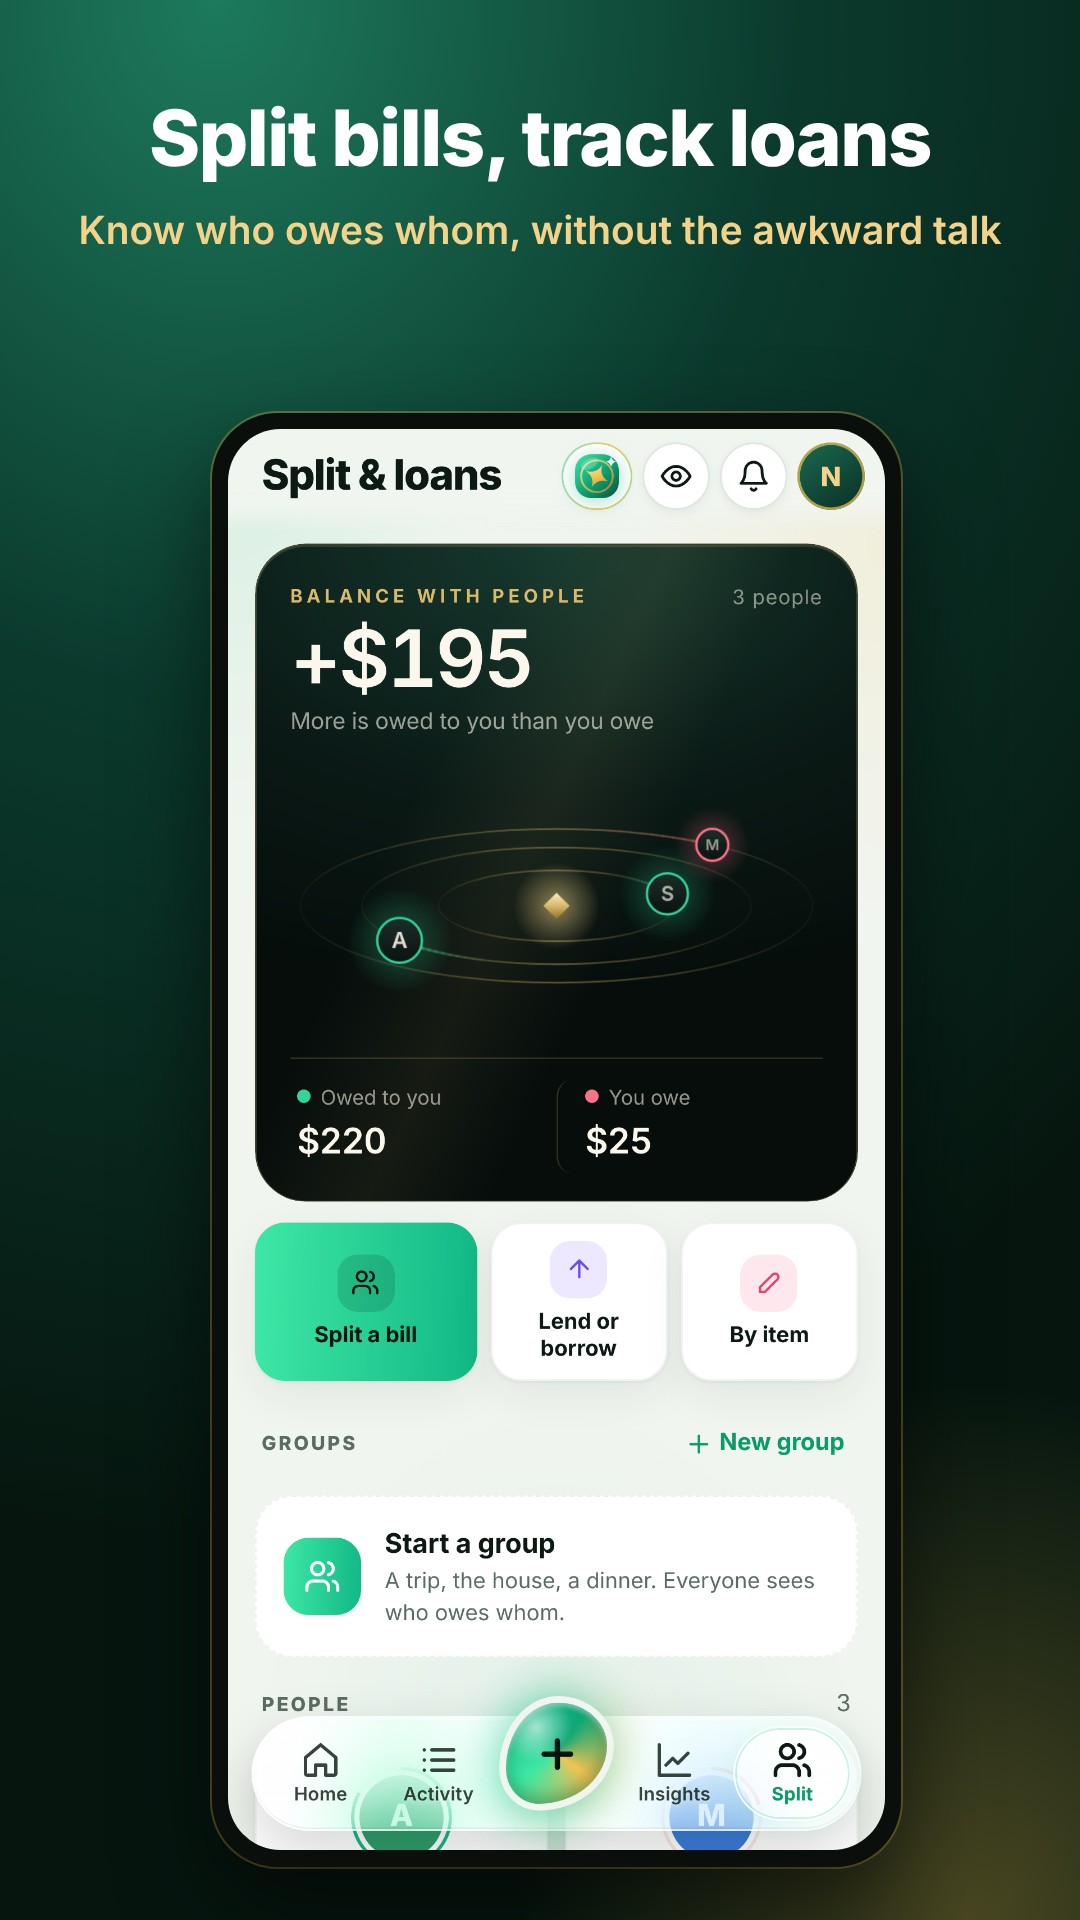 Split bills, track loans
Know who owes whom, without the awkward talk
Split & loans
N
BALANCE WITH PEOPLE
3 people
+$195
More is owed to you than you owe
M
S
A
Owed to you
You owe
$220
$25
Split a bill
Lend or
borrow
By item
GROUPS
+ New group
Start a group
A trip, the house, a dinner. Everyone sees
who owes whom.
PEOPLE
3
Home
Activity
+
Insights
Split
A
M